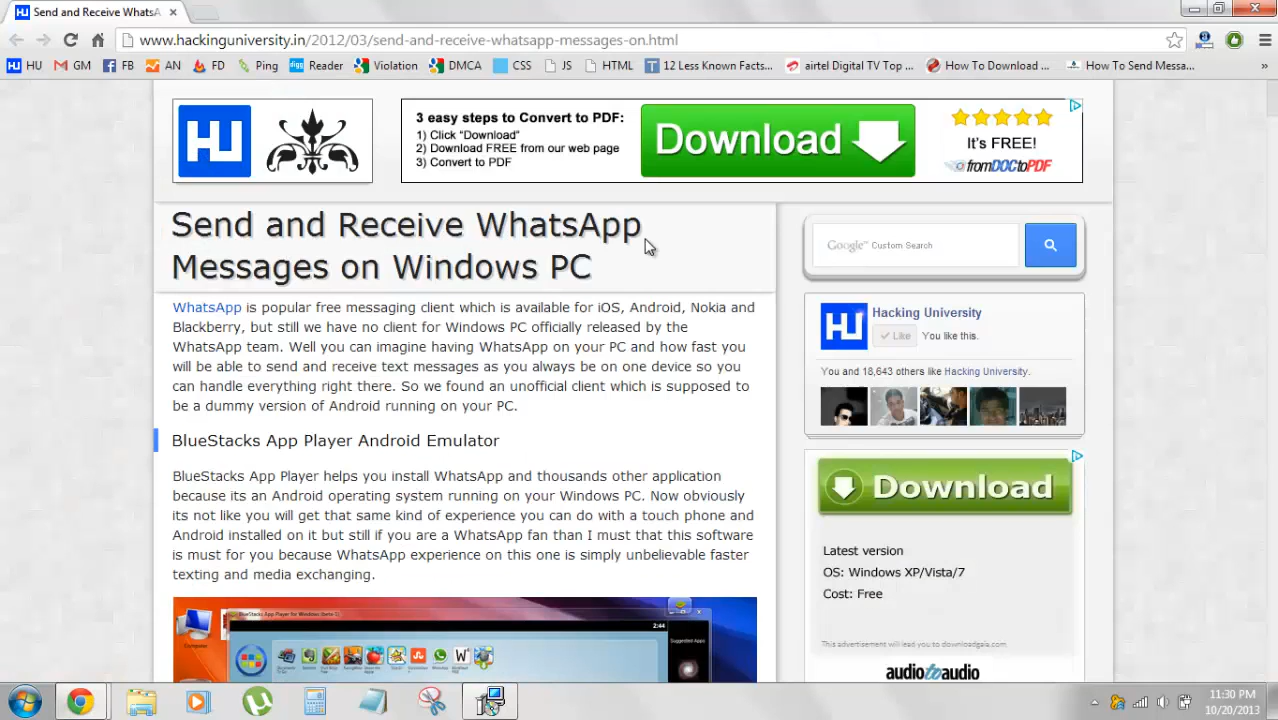 Send and Receive WhatsA
www.hackinguniversity.in/2012/03/send-and-receive-whatsapp-messages-on.html
HU GM FB AN FD Ping Reader Violation DMCA CSS JS HTML 12 Less Known Facts... airtel Digital TV Top ... How To Download ... How To Send Messa... »
HU
3 easy steps to Convert to PDF:
1) Click "Download"
2) Download FREE from our web page
3) Convert to PDF
Download
It's FREE!
fromDOCtoPDF
Send and Receive WhatsApp
Messages on Windows PC
WhatsApp is popular free messaging client which is available for iOS, Android, Nokia and
Blackberry, but still we have no client for Windows PC officially released by the
WhatsApp team. Well you can imagine having WhatsApp on your PC and how fast you
will be able to send and receive text messages as you always be on one device so you
can handle everything right there. So we found an unofficial client which is supposed to
be a dummy version of Android running on your PC.
BlueStacks App Player Android Emulator
BlueStacks App Player helps you install WhatsApp and thousands other application
because its an Android operating system running on your Windows PC. Now obviously
its not like you will get that same kind of experience you can do with a touch phone and
Android installed on it but still if you are a WhatsApp fan than I must that this software
is must for you because WhatsApp experience on this one is simply unbelievable faster
texting and media exchanging.
2:44
Suggested Apps
Google™ Custom Search
HU
Hacking University
Like You like this.
You and 18,643 others like Hacking University.
Download
Latest version
OS: Windows XP/Vista/7
Cost: Free
This advertisement will lead you to downloadgaia.com
audiotoaudio
11:30 PM
10/20/2013